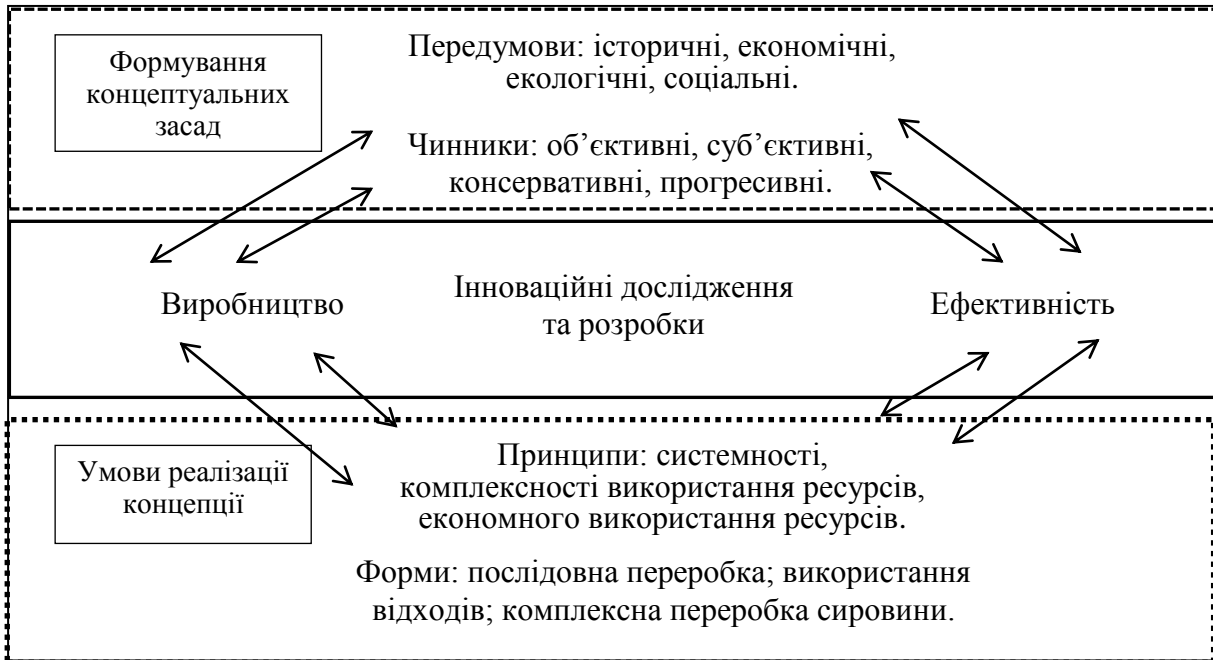 Формування
концептуальних
засад
Передумови: історичні, економічні,
екологічні, соціальні.
Чинники: об’єктивні, суб’єктивні,
консервативні, прогресивні.
Виробництво
Інноваційні дослідження
та розробки
Ефективність
Умови реалізації
концепції
Принципи: системності,
комплексності використання ресурсів,
економного використання ресурсів.
Форми: послідовна переробка; використання
відходів; комплексна переробка сировини.